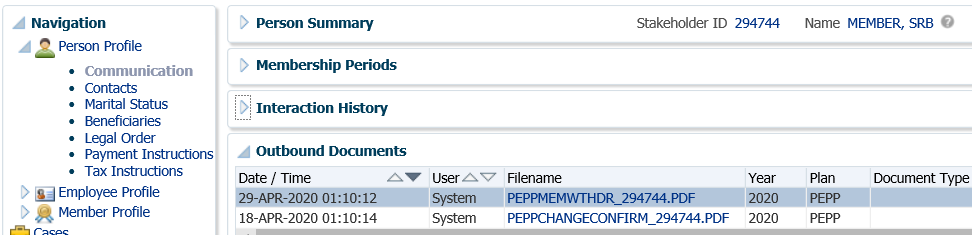 Navigation
Person Profile
Communication
Contacts
Marital Status
Beneficiaries
Legal Order
Payment Instructions
Tax Instructions
Employee Profile
Member Profile
Cases
Person Summary Stakeholder ID 294744 Name MEMBER, SRB ?
Membership Periods
Interaction History
Outbound Documents
Date / Time User Filename Year Plan Document Type
29-APR-2020 01:10:12 System PEPPMEMWTHDR_294744.PDF 2020 PEPP
18-APR-2020 01:10:14 System PEPPCHANGECONFIRM_294744.PDF 2020 PEPP